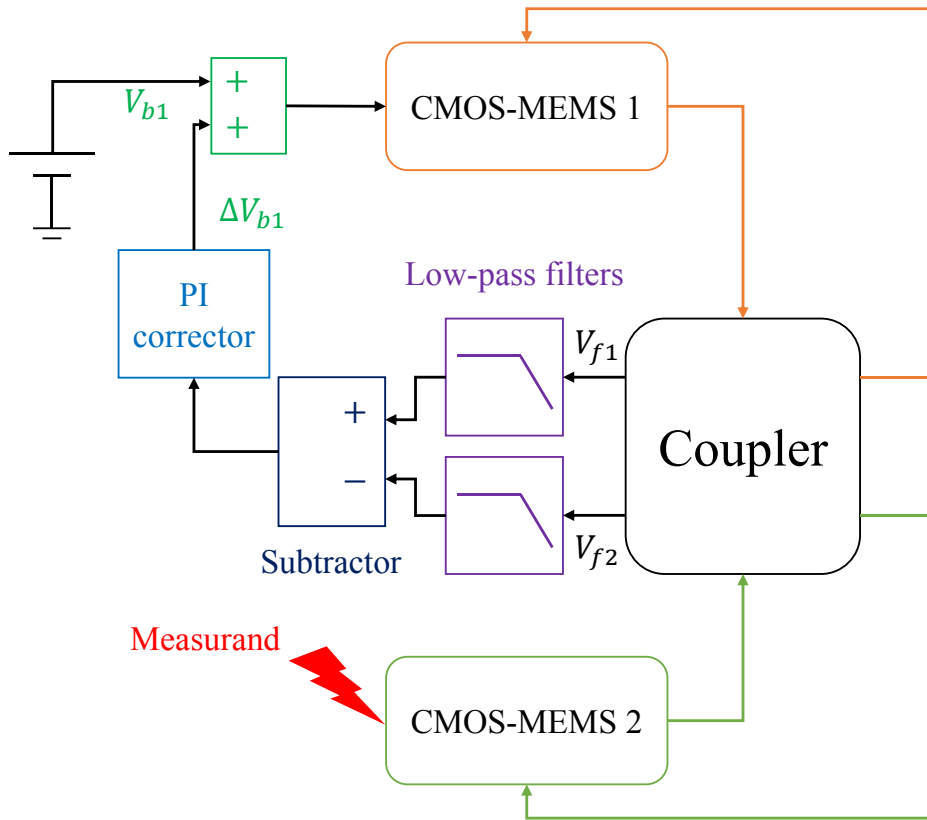 CMOS-MEMS 1
+
+
V_{b1}
ΔV_{b1}
PI
corrector
Low-pass filters
V_{f1}
+
−
Coupler
V_{f2}
Subtractor
Measurand
CMOS-MEMS 2